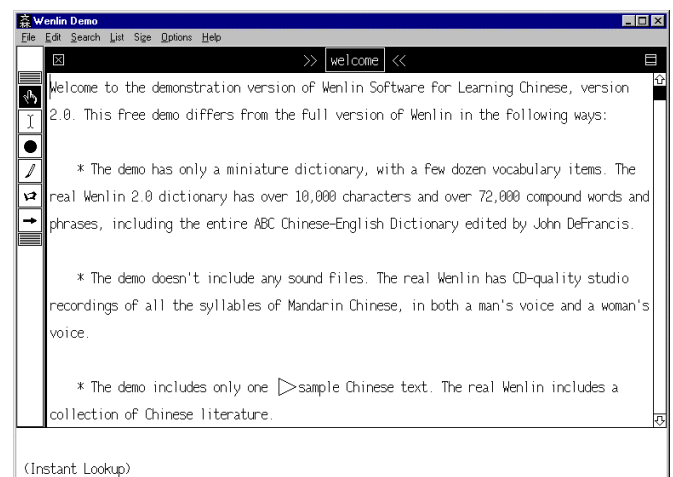 Wenlin Demo
File Edit Search List Size Options Help
>> welcome <<
Welcome to the demonstration version of Wenlin Software for Learning Chinese, version
2.0. This free demo differs from the full version of Wenlin in the following ways:
* The demo has only a miniature dictionary, with a few dozen vocabulary items. The
real Wenlin 2.0 dictionary has over 10,000 characters and over 72,000 compound words and
phrases, including the entire ABC Chinese-English Dictionary edited by John DeFrancis.
* The demo doesn't include any sound files. The real Wenlin has CD-quality studio
recordings of all the syllables of Mandarin Chinese, in both a man's voice and a woman's
voice.
* The demo includes only one ▷sample Chinese text. The real Wenlin includes a
collection of Chinese literature.
(Instant Lookup)